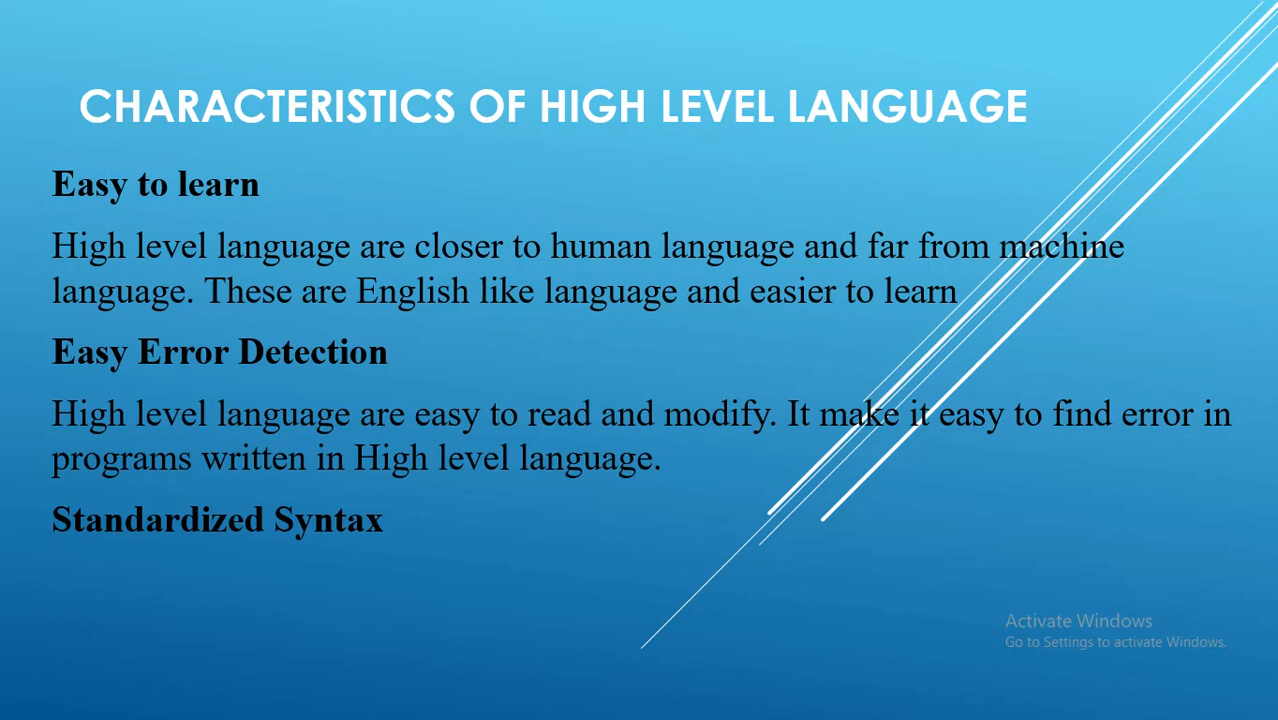 CHARACTERISTICS OF HIGH LEVEL LANGUAGE
Easy to learn
High level language are closer to human language and far from machine
language. These are English like language and easier to learn
Easy Error Detection
High level language are easy to read and modify. It make it easy to find error in
programs written in High level language.
Standardized Syntax
Activate Windows
Go to Settings to activate Windows.